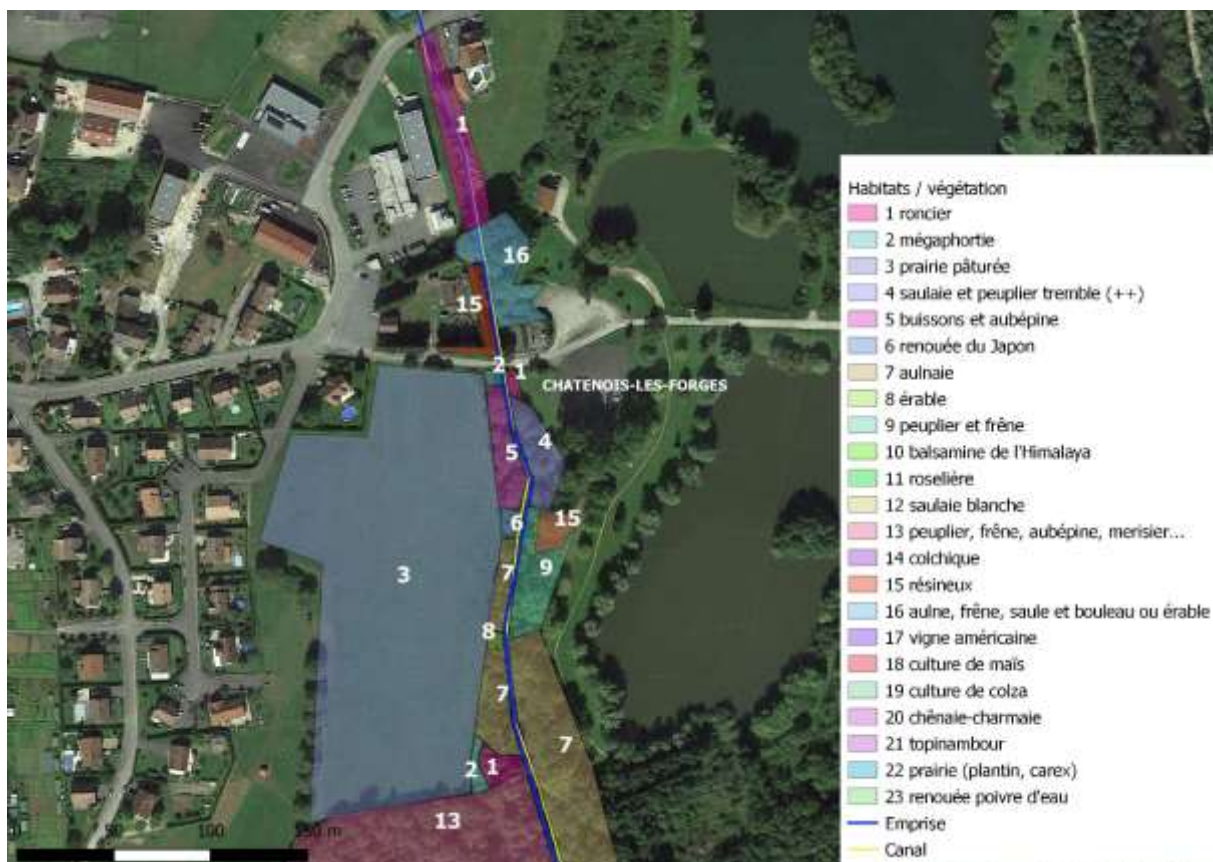 1
16
15
2
1
CHATENOIS-LES-FORGES
5
4
6
15
3
7
9
8
7
7
2
1
13
0
50
100
150 m
Habitats / végétation
1 roncier
2 mégaphortie
3 prairie pâturée
4 saulaie et peuplier tremble (++)
5 buissons et aubépine
6 renouée du Japon
7 aulnaie
8 érable
9 peuplier et frêne
10 balsamine de l'Himalaya
11 roselière
12 saulaie blanche
13 peuplier, frêne, aubépine, merisier...
14 colchique
15 résineux
16 aulne, frêne, saule et bouleau ou érable
17 vigne américaine
18 culture de maïs
19 culture de colza
20 chênaie-charmaie
21 topinambour
22 prairie (plantin, carex)
23 renouée poivre d'eau
Emprise
Canal